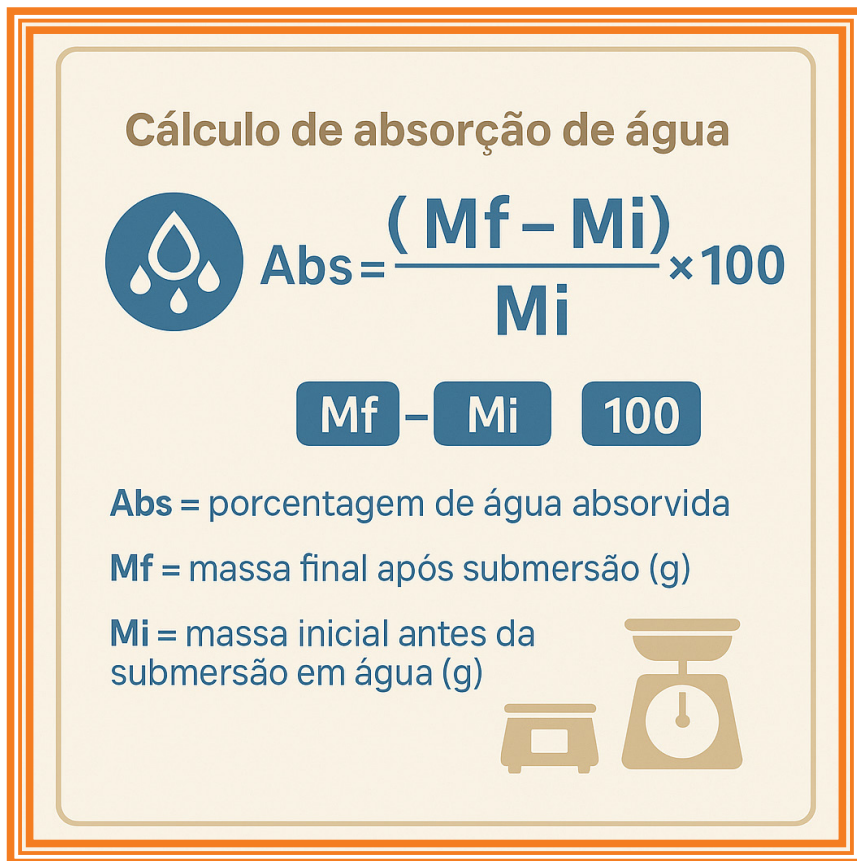 Cálculo de absorção de água
Abs = (Mf – Mi) / Mi × 100
Mf – Mi 100
Abs = porcentagem de água absorvida
Mf = massa final após submersão (g)
Mi = massa inicial antes da
submersão em água (g)